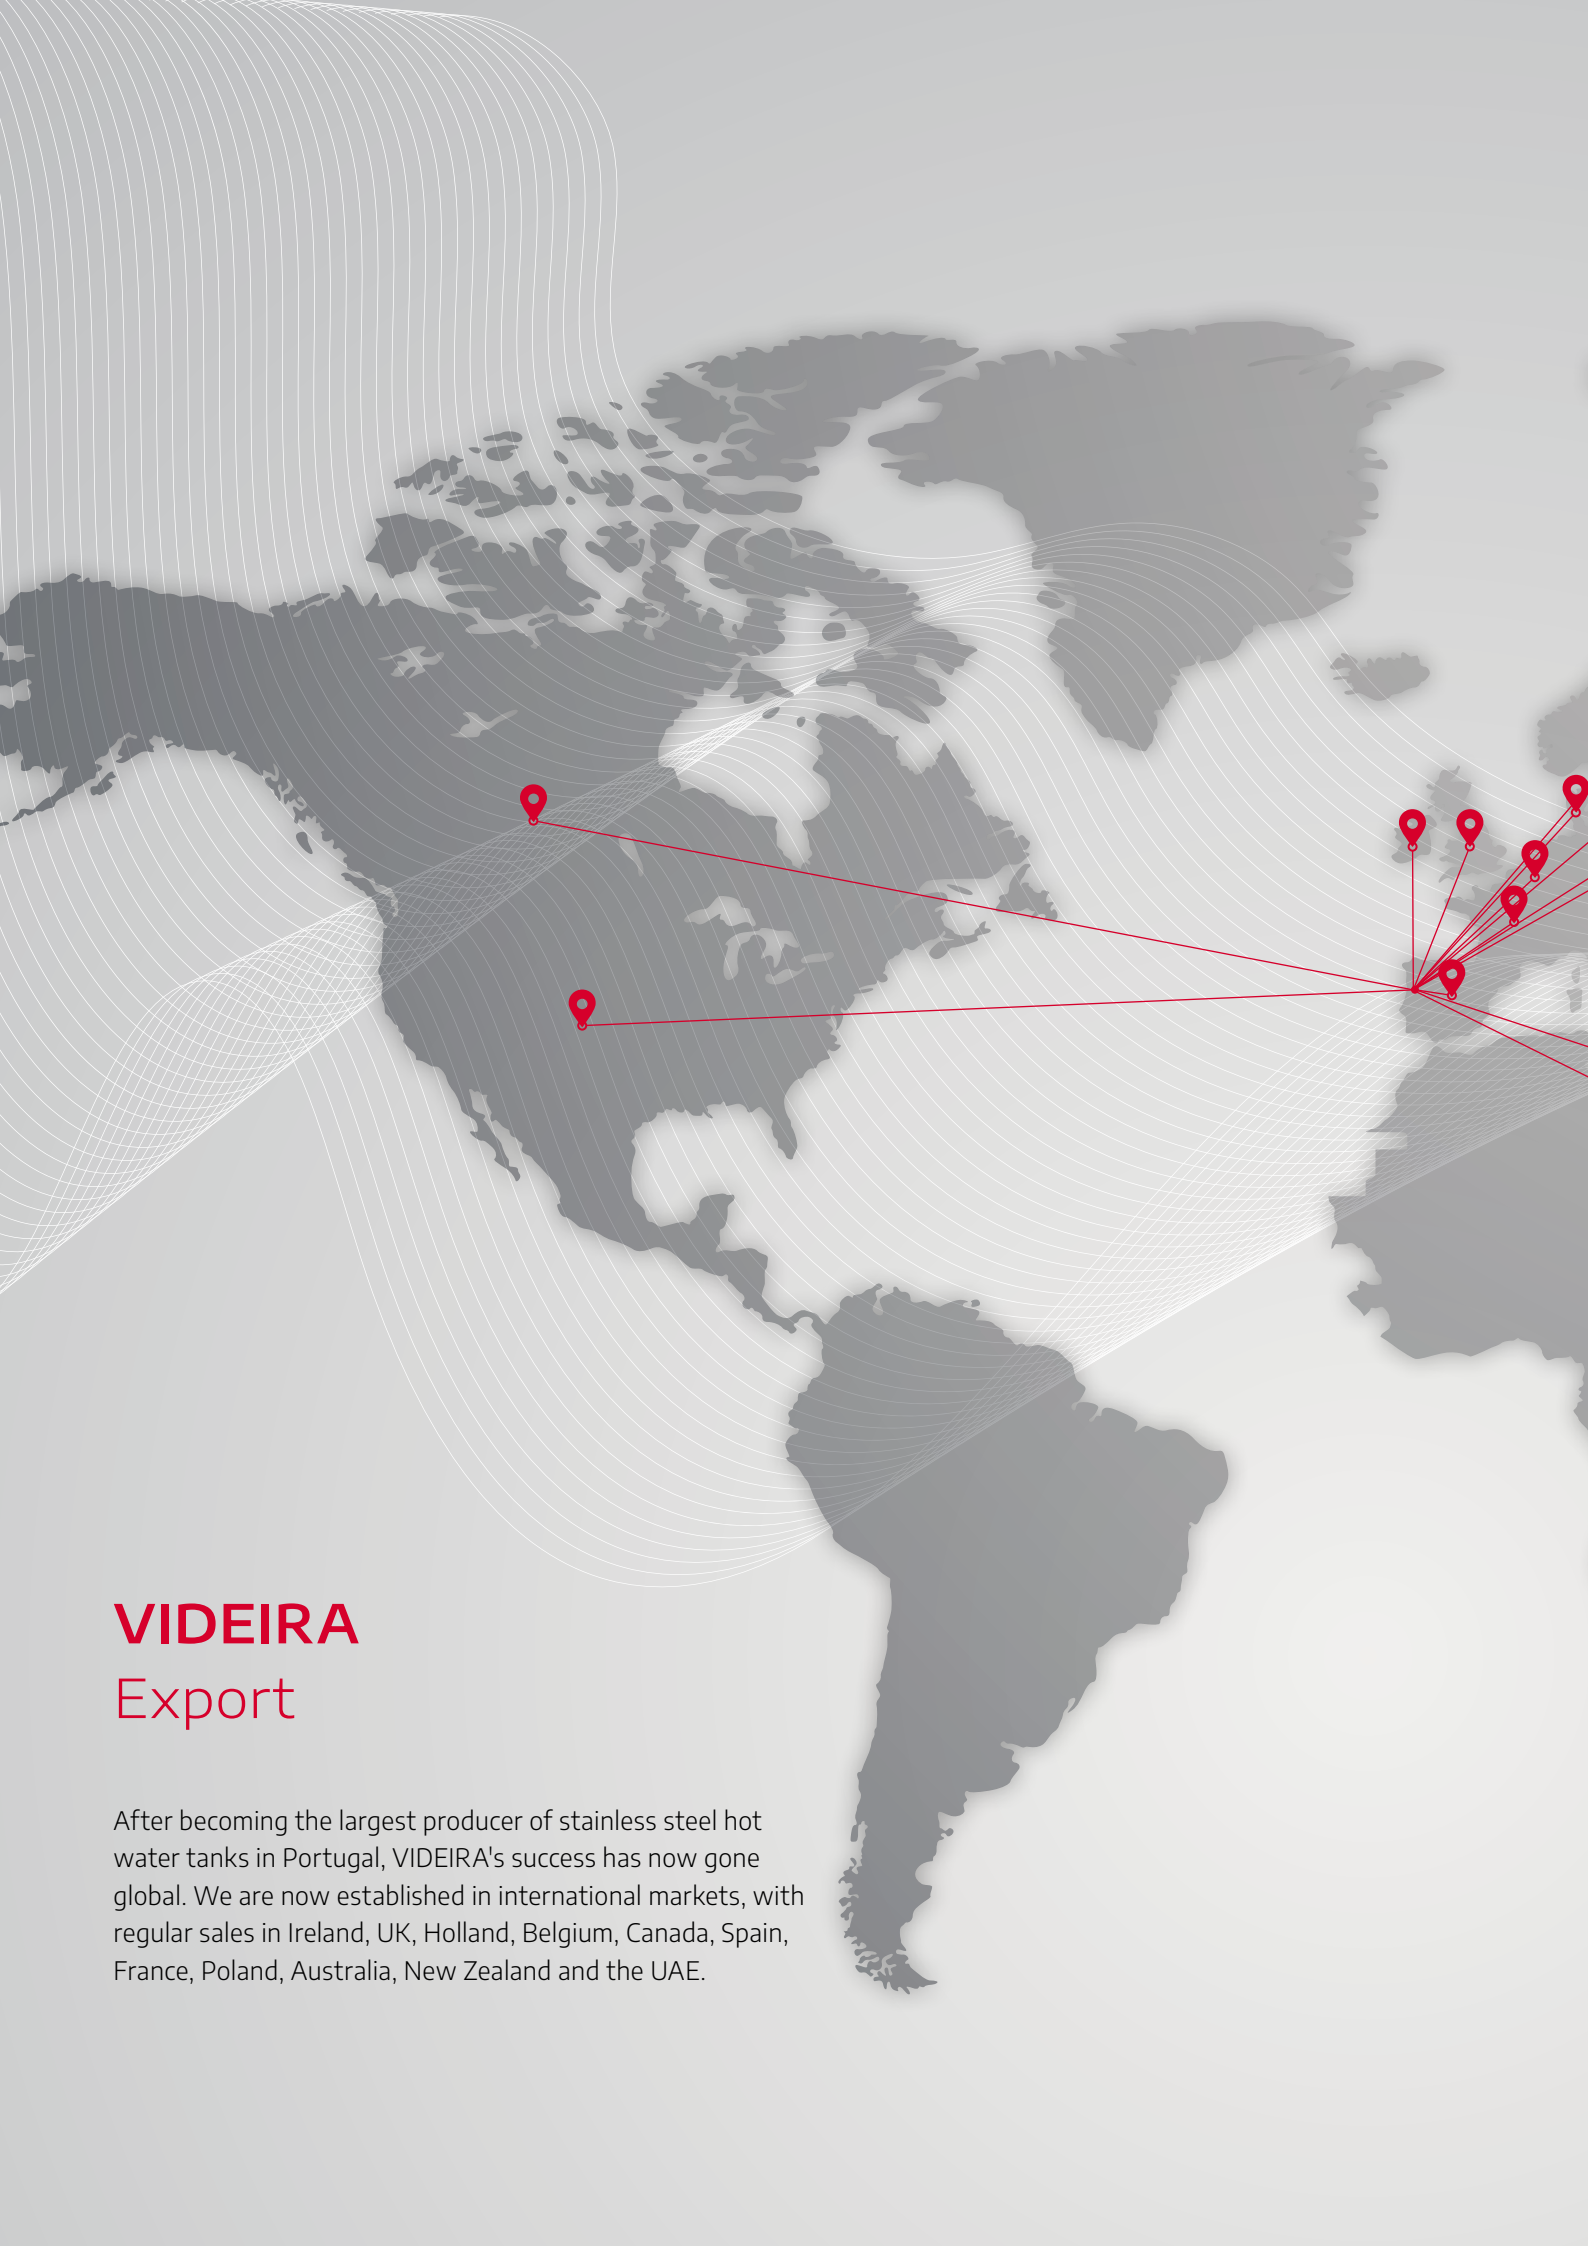 VIDEIRA
Export
After becoming the largest producer of stainless steel hot
water tanks in Portugal, VIDEIRA's success has now gone
global. We are now established in international markets, with
regular sales in Ireland, UK, Holland, Belgium, Canada, Spain,
France, Poland, Australia, New Zealand and the UAE.